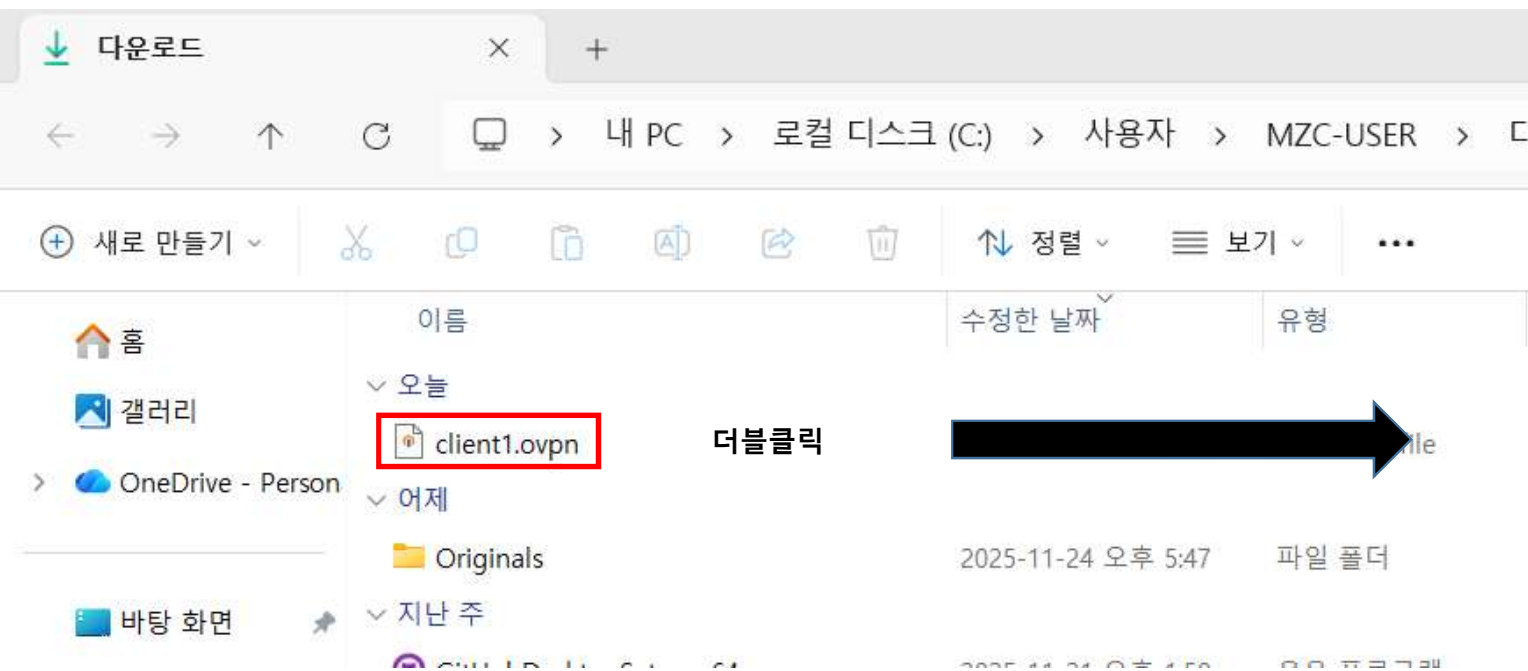 다운로드
내 PC > 로컬 디스크 (C:) > 사용자 > MZC-USER >
새로 만들기 정렬 보기
이름 수정한 날짜 유형
홈
오늘
갤러리
client1.ovpn 더블클릭
OneDrive - Person
어제
Originals 2025-11-24 오후 5:47 파일 폴더
바탕 화면
지난 주